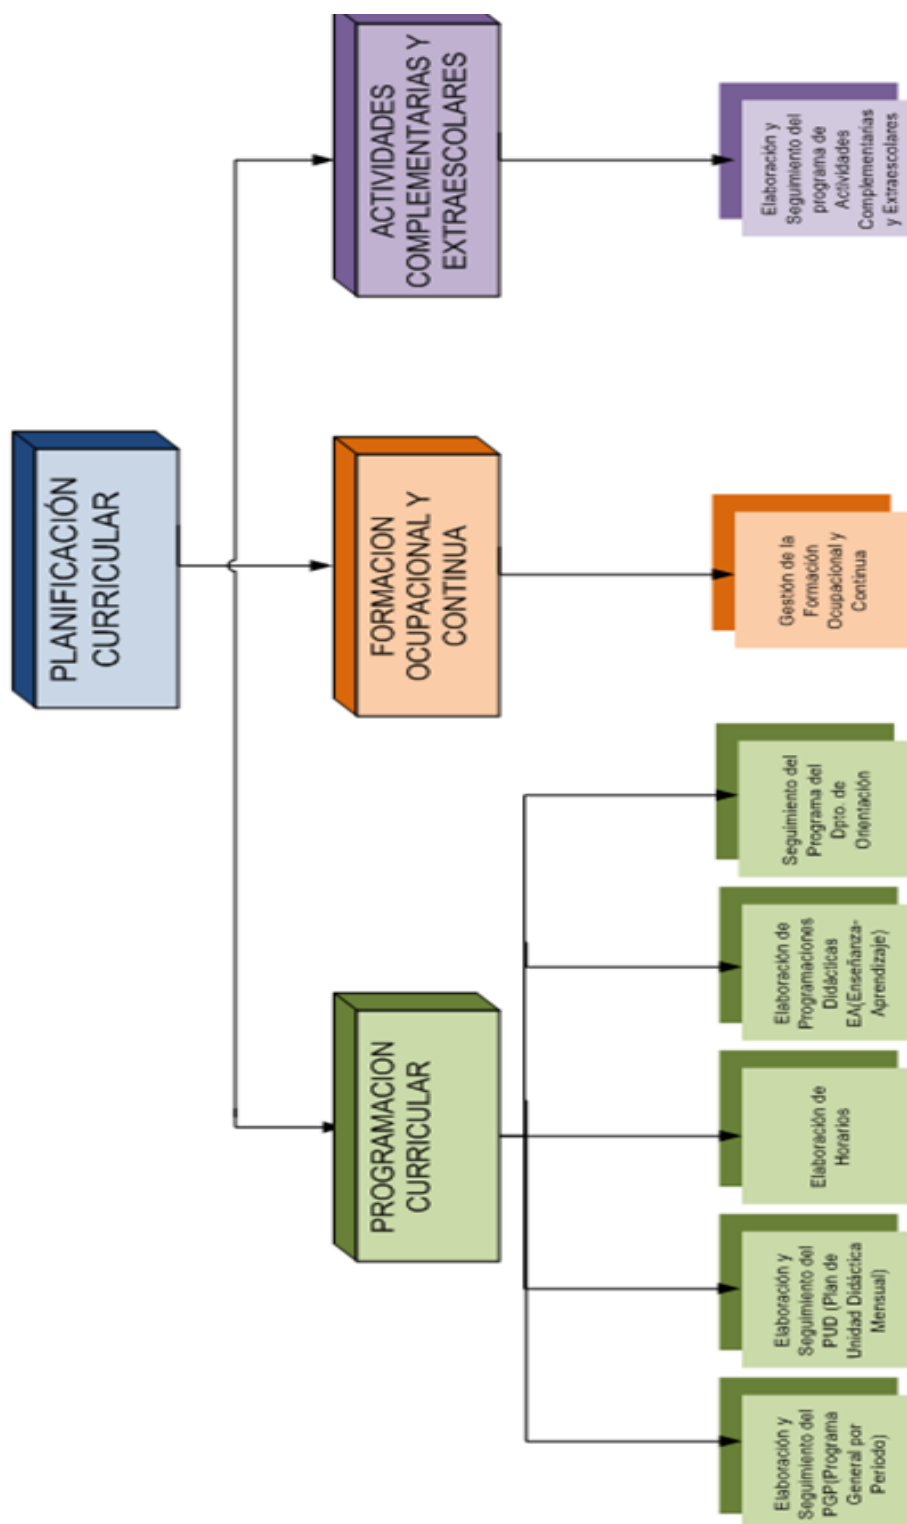 PLANIFICACIÓN
CURRICULAR
PROGRAMACION
CURRICULAR
FORMACION
OCUPACIONAL Y
CONTINUA
ACTIVIDADES
COMPLEMENTARIAS Y
EXTRAESCOLARES
Elaboración y
Seguimiento del
PGP(Programa
General por
Período)
Elaboración y
Seguimiento del
PUD (Plan de
Unidad Didáctica
Mensual)
Elaboración de
Horarios
Elaboración de
Programaciones
Didácticas
EA(Enseñanza-
Aprendizaje)
Seguimiento del
Programa del
Dpto. de
Orientación
Gestión de la
Formación
Ocupacional y
Continua
Elaboración y
Seguimiento del
programa de
Actividades
Complementarias
y Extraescolares